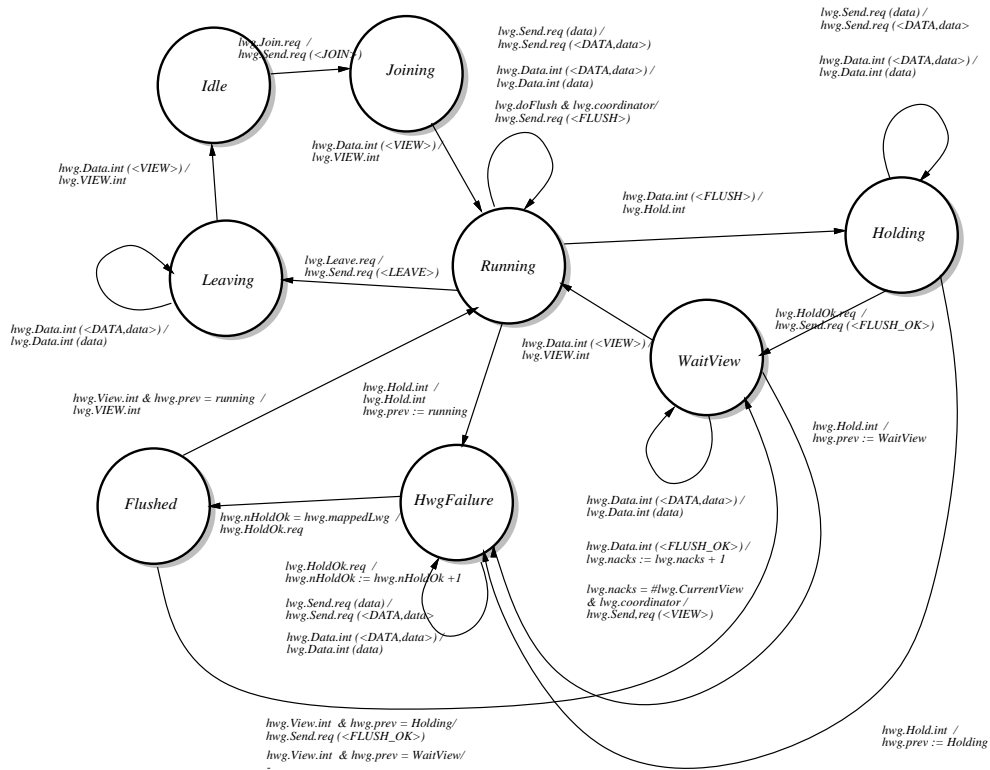 lwg.Send.req (data) /
hwg.Send.req (<DATA,data>
hwg.Data.int (<DATA,data>) /
lwg.Data.int (data)
lwg.Send.req (data) /
hwg.Send.req (<DATA,data>)
hwg.Data.int (<DATA,data>) /
lwg.Data.int (data)
lwg.doFlush & lwg.coordinator/
hwg.Send.req (<FLUSH>)
lwg.Join.req /
hwg.Send.req (<JOIN>)
Idle
Joining
hwg.Data.int (<VIEW>) /
lwg.VIEW.int
hwg.Data.int (<VIEW>) /
lwg.VIEW.int
hwg.Data.int (<FLUSH>) /
lwg.Hold.int
Holding
Running
Leaving
lwg.Leave.req /
hwg.Send.req (<LEAVE>)
hwg.Data.int (<DATA,data>) /
lwg.Data.int (data)
lwg.HoldOk.req /
hwg.Send.req (<FLUSH_OK>)
hwg.Data.int (<VIEW>) /
lwg.VIEW.int
WaitView
hwg.View.int & hwg.prev = running /
lwg.VIEW.int
hwg.Hold.int /
lwg.Hold.int
hwg.prev := running
hwg.Hold.int /
hwg.prev := WaitView
Flushed
HwgFailure
hwg.nHoldOk = hwg.mappedLwg /
hwg.HoldOk.req
hwg.Data.int (<DATA,data>) /
lwg.Data.int (data)
hwg.Data.int (<FLUSH_OK>) /
lwg.nacks := lwg.nacks + 1
lwg.nacks = #lwg.CurrentView
& lwg.coordinator /
hwg.Send,req (<VIEW>)
lwg.HoldOk.req /
hwg.nHoldOk := hwg.nHoldOk +1
lwg.Send.req (data) /
hwg.Send.req (<DATA,data>
hwg.Data.int (<DATA,data>) /
lwg.Data.int (data)
hwg.View.int & hwg.prev = Holding/
hwg.Send.req (<FLUSH_OK>)
hwg.View.int & hwg.prev = WaitView/
-
hwg.Hold.int /
hwg.prev := Holding